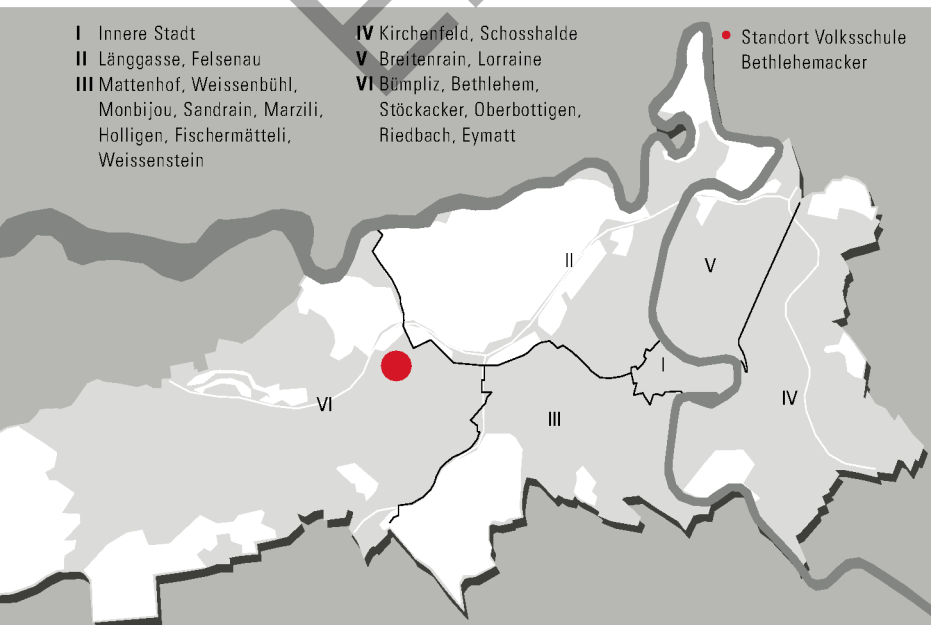 I Innere Stadt
II Länggasse, Felsenau
III Mattenhof, Weissenbühl,
Monbijou, Sandrain, Marzili,
Holligen, Fischermätteli,
Weissenstein
IV Kirchenfeld, Schosshalde
V Breitenrain, Lorraine
VI Bümpliz, Bethlehem,
Stöckacker, Oberbottigen,
Riedbach, Eymatt
Standort Volksschule
Bethlehemacker
II
V
I
VI
IV
III